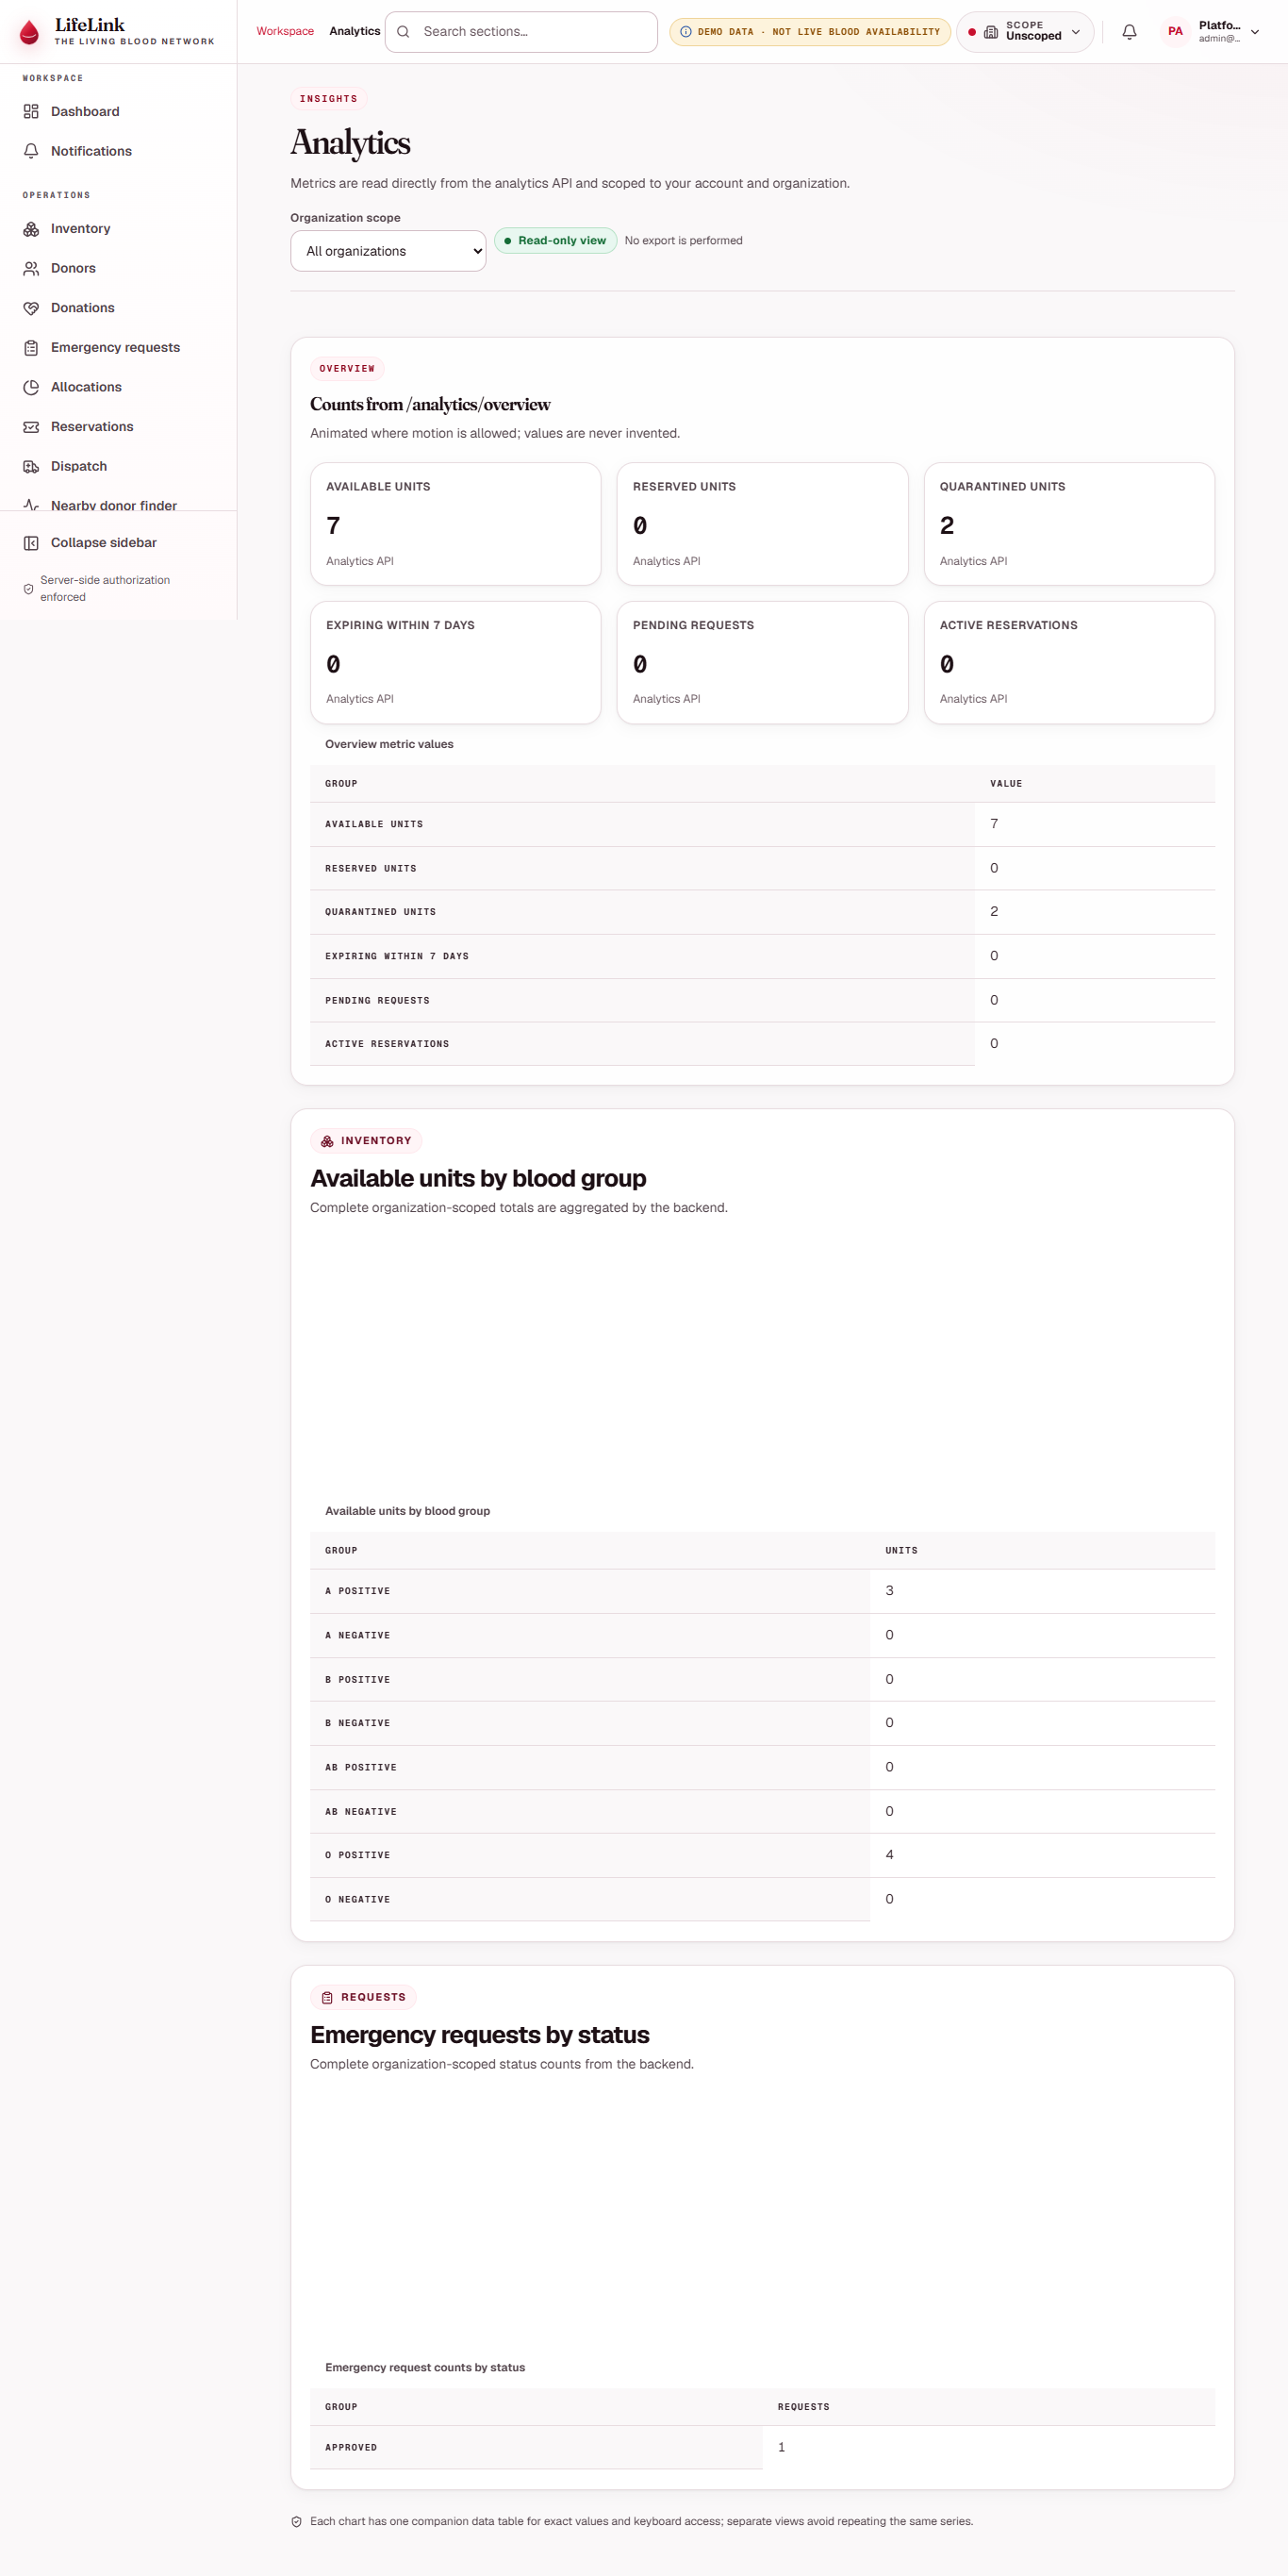 LifeLink
THE LIVING BLOOD NETWORK
Workspace Analytics
Search sections...
DEMO DATA · NOT LIVE BLOOD AVAILABILITY
SCOPE
Unscoped
PA
Platfo...
admin@...
WORKSPACE
Dashboard
Notifications
OPERATIONS
Inventory
Donors
Donations
Emergency requests
Allocations
Reservations
Dispatch
Nearby donor finder
Collapse sidebar
Server-side authorization
enforced
INSIGHTS
Analytics
Metrics are read directly from the analytics API and scoped to your account and organization.
Organization scope
All organizations
Read-only view
No export is performed
OVERVIEW
Counts from /analytics/overview
Animated where motion is allowed; values are never invented.
AVAILABLE UNITS
7
Analytics API
RESERVED UNITS
0
Analytics API
QUARANTINED UNITS
2
Analytics API
EXPIRING WITHIN 7 DAYS
0
Analytics API
PENDING REQUESTS
0
Analytics API
ACTIVE RESERVATIONS
0
Analytics API
Overview metric values
GROUP VALUE
AVAILABLE UNITS 7
RESERVED UNITS 0
QUARANTINED UNITS 2
EXPIRING WITHIN 7 DAYS 0
PENDING REQUESTS 0
ACTIVE RESERVATIONS 0
INVENTORY
Available units by blood group
Complete organization-scoped totals are aggregated by the backend.
Available units by blood group
GROUP UNITS
A POSITIVE 3
A NEGATIVE 0
B POSITIVE 0
B NEGATIVE 0
AB POSITIVE 0
AB NEGATIVE 0
O POSITIVE 4
O NEGATIVE 0
REQUESTS
Emergency requests by status
Complete organization-scoped status counts from the backend.
Emergency request counts by status
GROUP REQUESTS
APPROVED 1
Each chart has one companion data table for exact values and keyboard access; separate views avoid repeating the same series.